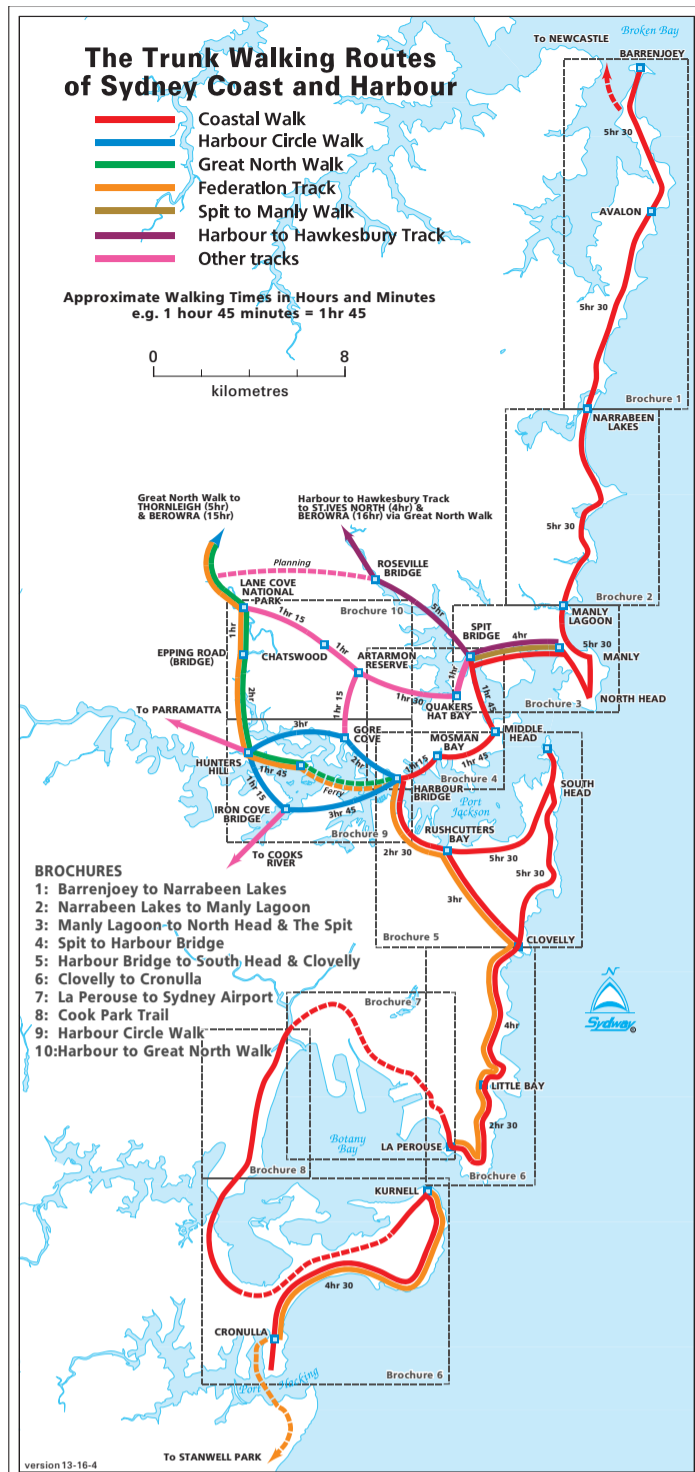 To NEWCASTLE
Broken Bay
BARRENJOEY
The Trunk Walking Routes
of Sydney Coast and Harbour
Coastal Walk
Harbour Circle Walk
Great North Walk
Federation Track
Spit to Manly Walk
Harbour to Hawkesbury Track
Other tracks
Approximate Walking Times in Hours and Minutes
e.g. 1 hour 45 minutes = 1hr 45
0 8
kilometres
5hr 30
AVALON
5hr 30
Brochure 1
NARRABEEN
LAKES
5hr 30
Brochure 2
MANLY
LAGOON
Great North Walk to
THORNLEIGH (5hr)
& BEROWRA (15hr)
Harbour to Hawkesbury Track
to ST.IVES NORTH (4hr) &
BEROWRA (16hr) via Great North Walk
Planning
ROSEVILLE
BRIDGE
LANE COVE
NATIONAL
PARK
Brochure 10
5hr
1hr
1hr 15
1hr
SPIT
BRIDGE
4hr
5hr 30
MANLY
EPPING ROAD
(BRIDGE)
CHATSWOOD
ARTARMON
RESERVE
1hr
1hr 45
NORTH HEAD
Brochure 3
2hr
1hr 15
1hr 30
QUAKERS
HAT BAY
To PARRAMATTA
3hr
GORE
COVE
MOSMAN
BAY
MIDDLE
HEAD
HUNTERS
HILL
1hr 45
2hr
1hr15
1hr 45
Brochure 4
Ferry
HARBOUR
BRIDGE
Port
Jackson
SOUTH
HEAD
1hr 15
IRON COVE
BRIDGE
3hr 45
Brochure 9
RUSHCUTTERS
BAY
To COOKS
RIVER
2hr 30
5hr 30
5hr 30
3hr
Brochure 5
CLOVELLY
BROCHURES
1: Barrenjoey to Narrabeen Lakes
2: Narrabeen Lakes to Manly Lagoon
3: Manly Lagoon to North Head & The Spit
4: Spit to Harbour Bridge
5: Harbour Bridge to South Head & Clovelly
6: Clovelly to Cronulla
7: La Perouse to Sydney Airport
8: Cook Park Trail
9: Harbour Circle Walk
10:Harbour to Great North Walk
N
Sydway®
Brochure 7
4hr
LITTLE BAY
2hr 30
Botany
Bay
LA PEROUSE
Brochure 8
Brochure 6
KURNELL
4hr 30
CRONULLA
Brochure 6
Port Hacking
To STANWELL PARK
version 13-16-4